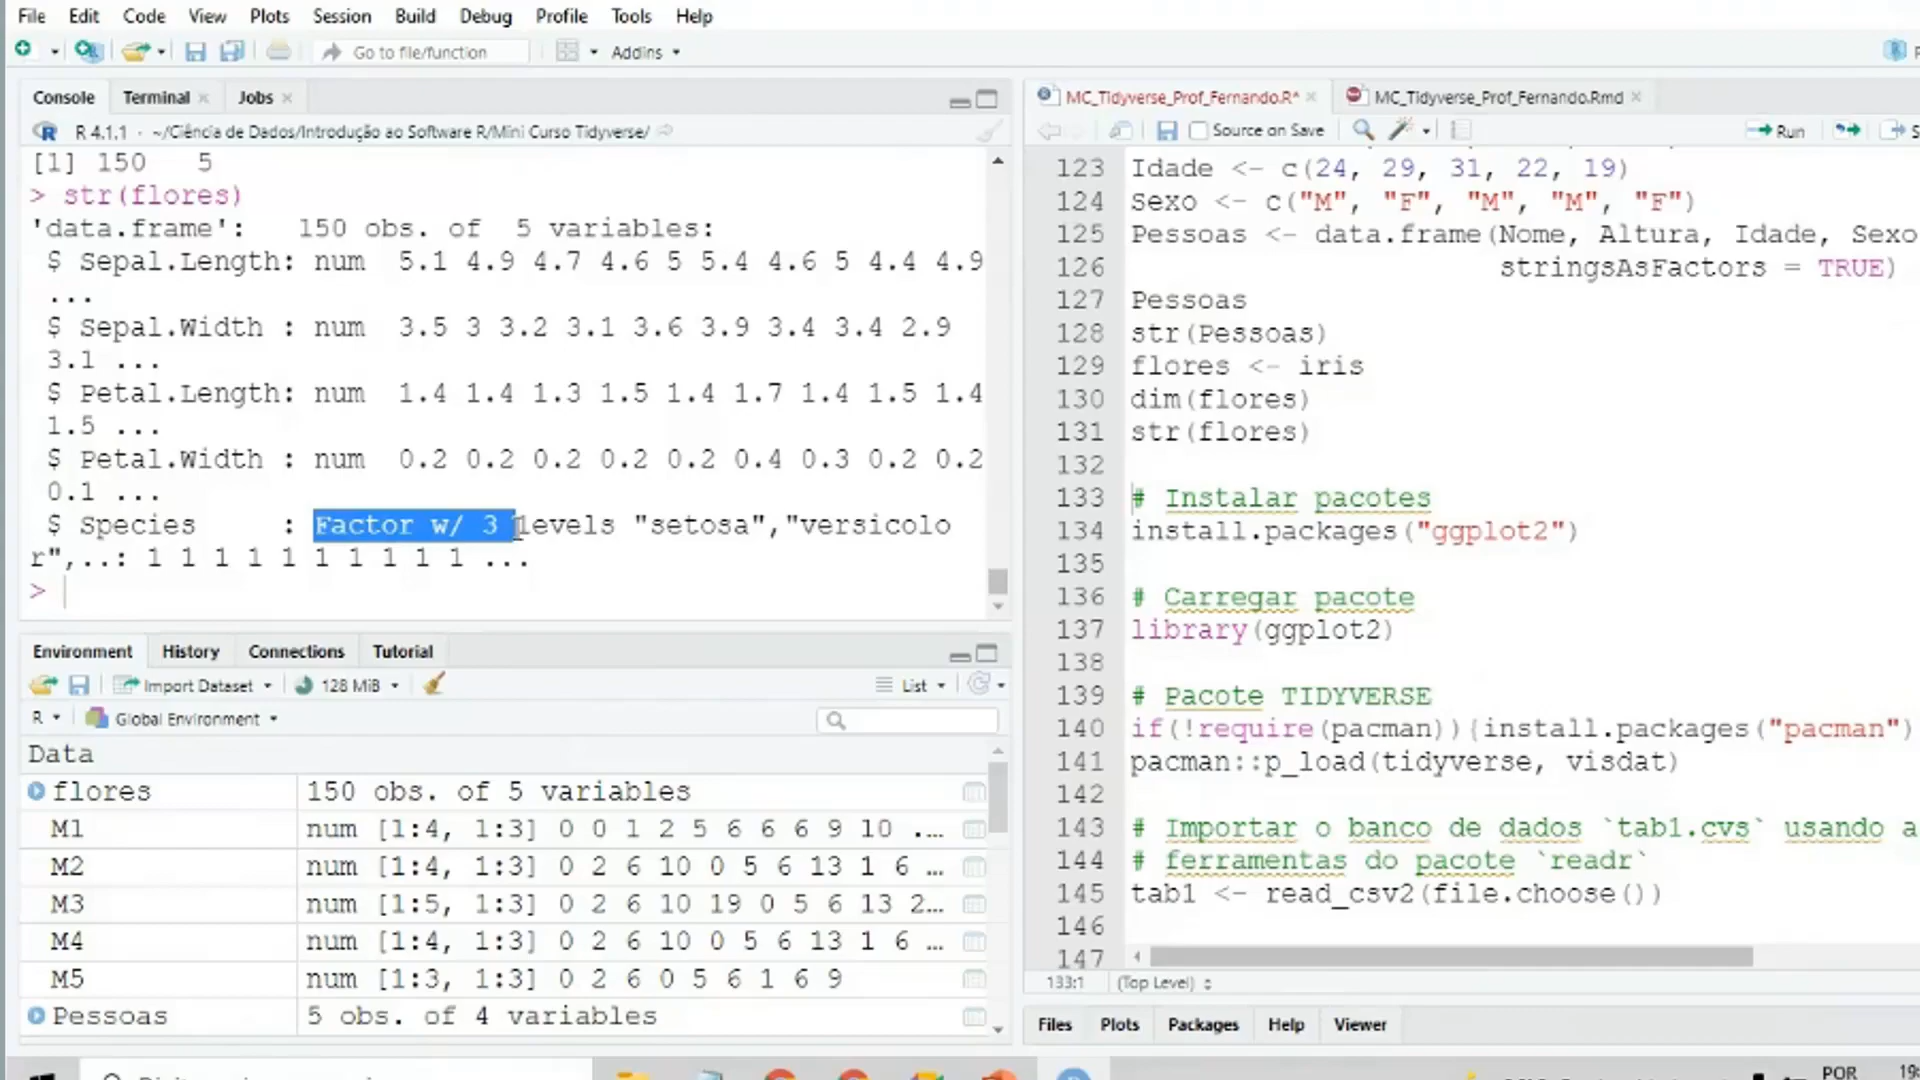 File Edit Code View Plots Session Build Debug Profile Tools Help
Go to file/function
Addins
Console Terminal Jobs
R 4.1.1 · ~/Ciência de Dados/Introdução ao Software R/Mini Curso Tidyverse/
[1] 150 5
> str(flores)
'data.frame': 150 obs. of 5 variables:
$ Sepal.Length: num 5.1 4.9 4.7 4.6 5 5.4 4.6 5 4.4 4.9
...
$ Sepal.Width : num 3.5 3 3.2 3.1 3.6 3.9 3.4 3.4 2.9
3.1 ...
$ Petal.Length: num 1.4 1.4 1.3 1.5 1.4 1.7 1.4 1.5 1.4
1.5 ...
$ Petal.Width : num 0.2 0.2 0.2 0.2 0.2 0.4 0.3 0.2 0.2
0.1 ...
$ Species : Factor w/ 3 levels "setosa","versicolo
r",..: 1 1 1 1 1 1 1 1 1 1 ...
>
Environment History Connections Tutorial
Import Dataset 128 MiB List
R Global Environment
Data
flores 150 obs. of 5 variables
M1 num [1:4, 1:3] 0 0 1 2 5 6 6 6 9 10 ...
M2 num [1:4, 1:3] 0 2 6 10 0 5 6 13 1 6 ...
M3 num [1:5, 1:3] 0 2 6 10 19 0 5 6 13 2...
M4 num [1:4, 1:3] 0 2 6 10 0 5 6 13 1 6 ...
M5 num [1:3, 1:3] 0 2 6 0 5 6 1 6 9
Pessoas 5 obs. of 4 variables
MC_Tidyverse_Prof_Fernando.R* MC_Tidyverse_Prof_Fernando.Rmd
Source on Save Run
123 Idade <- c(24, 29, 31, 22, 19)
124 Sexo <- c("M", "F", "M", "M", "F")
125 Pessoas <- data.frame(Nome, Altura, Idade, Sexo
126 stringsAsFactors = TRUE)
127 Pessoas
128 str(Pessoas)
129 flores <- iris
130 dim(flores)
131 str(flores)
132
133 # Instalar pacotes
134 install.packages("ggplot2")
135
136 # Carregar pacote
137 library(ggplot2)
138
139 # Pacote TIDYVERSE
140 if(!require(pacman)){install.packages("pacman")
141 pacman::p_load(tidyverse, visdat)
142
143 # Importar o banco de dados `tab1.cvs` usando a
144 # ferramentas do pacote `readr`
145 tab1 <- read_csv2(file.choose())
146
147
133:1 (Top Level)
Files Plots Packages Help Viewer
POR